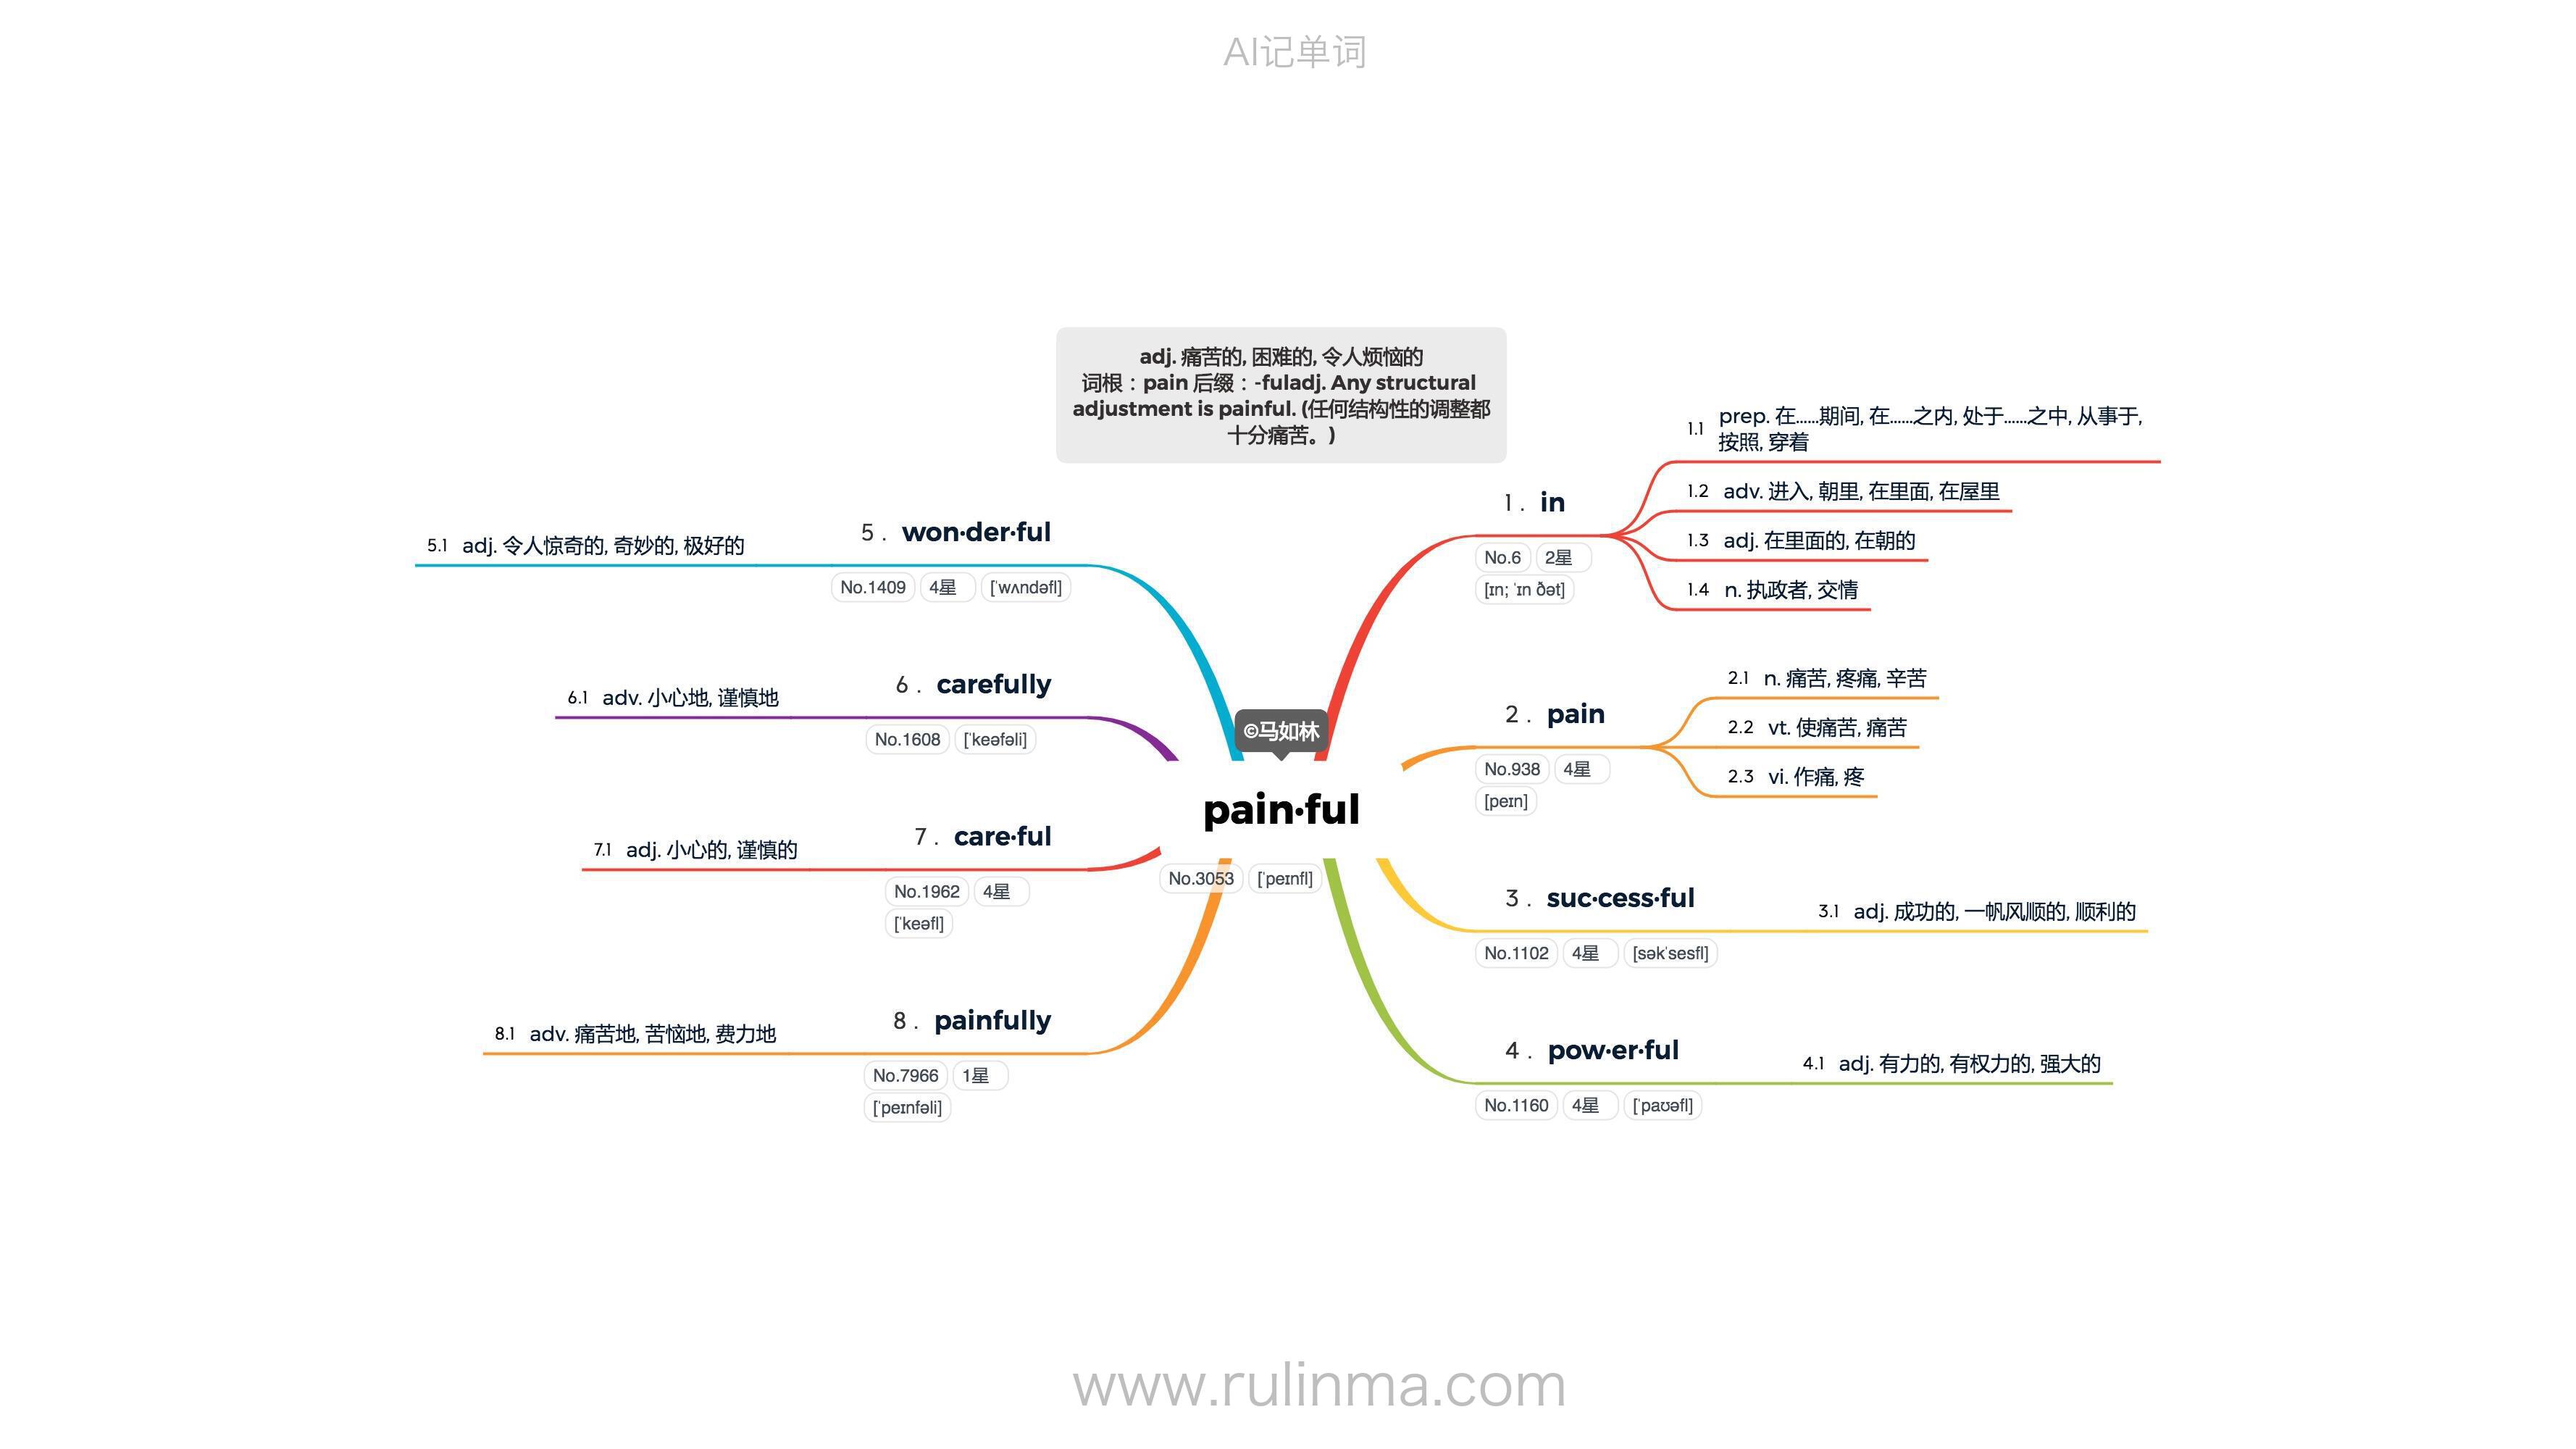 AI记单词
adj. 痛苦的, 困难的, 令人烦恼的
词根：pain 后缀：-fuladj. Any structural
adjustment is painful. (任何结构性的调整都
十分痛苦。)
©马如林
pain·ful
No.3053 [ˈpeɪnfl]
1 . in
No.6 2星
[ɪn; ˈɪn ðət]
1.1 prep. 在……期间, 在……之内, 处于……之中, 从事于,
按照, 穿着
1.2 adv. 进入, 朝里, 在里面, 在屋里
1.3 adj. 在里面的, 在朝的
1.4 n. 执政者, 交情
2 . pain
No.938 4星
[peɪn]
2.1 n. 痛苦, 疼痛, 辛苦
2.2 vt. 使痛苦, 痛苦
2.3 vi. 作痛, 疼
3 . suc·cess·ful
No.1102 4星 [səkˈsesfl]
3.1 adj. 成功的, 一帆风顺的, 顺利的
4 . pow·er·ful
No.1160 4星 [ˈpaʊəfl]
4.1 adj. 有力的, 有权力的, 强大的
5 . won·der·ful
No.1409 4星 [ˈwʌndəfl]
5.1 adj. 令人惊奇的, 奇妙的, 极好的
6 . carefully
No.1608 [ˈkeəfəli]
6.1 adv. 小心地, 谨慎地
7 . care·ful
No.1962 4星
[ˈkeəfl]
7.1 adj. 小心的, 谨慎的
8 . painfully
No.7966 1星
[ˈpeɪnfəli]
8.1 adv. 痛苦地, 苦恼地, 费力地
www.rulinma.com